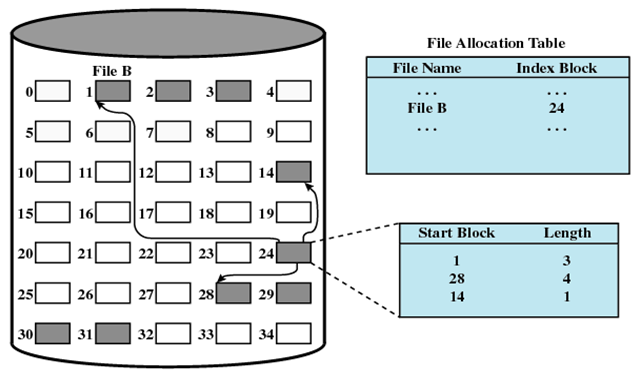 File Allocation Table
File Name Index Block
. . . . . .
File B 24
. . . . . .
File B
0 1 2 3 4
5 6 7 8 9
10 11 12 13 14
15 16 17 18 19
20 21 22 23 24
25 26 27 28 29
30 31 32 33 34
Start Block Length
1 3
28 4
14 1